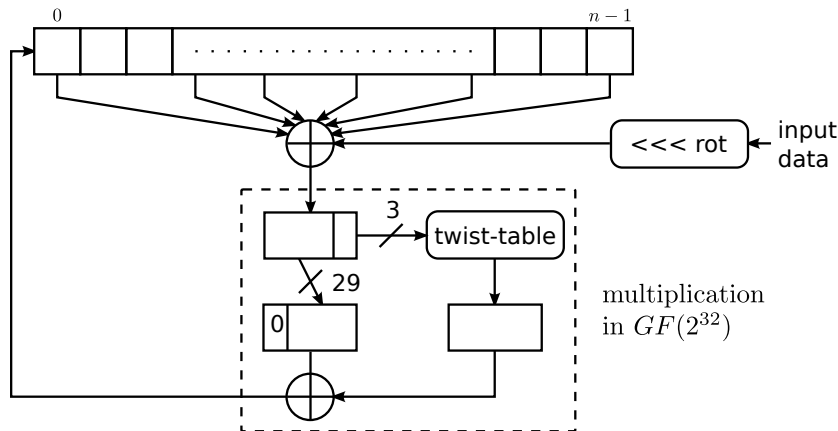 0
n − 1
<<< rot
input
data
3
twist-table
29
0
multiplication
in GF(2³²)